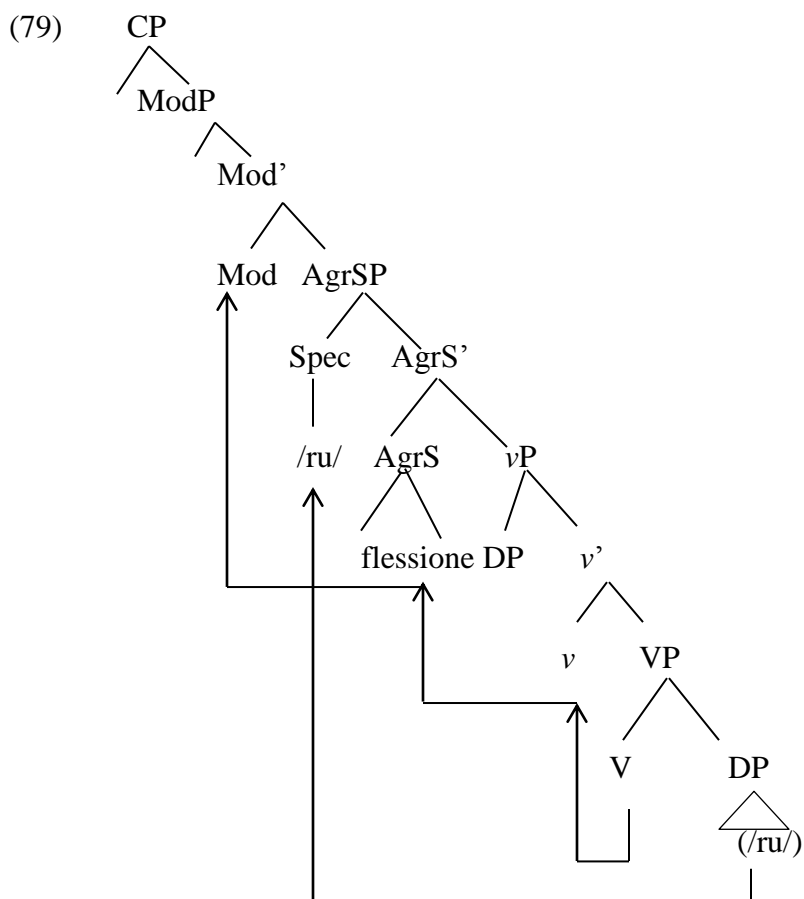 (79) CP
ModP
Mod’
Mod AgrSP
Spec AgrS’
/ru/ AgrS vP
flessione DP v’
v VP
V DP
(/ru/)